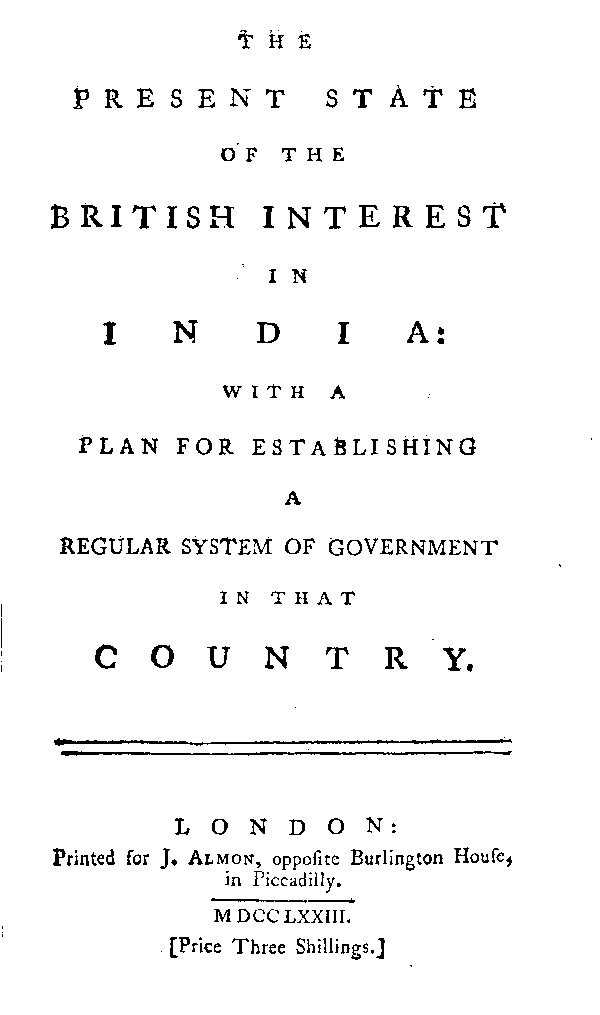 THE
PRESENT STATE
OF THE
BRITISH INTEREST
IN
INDIA:
WITH A
PLAN FOR ESTABLISHING
A
REGULAR SYSTEM OF GOVERNMENT
IN THAT
COUNTRY.
LONDON:
Printed for J. ALMON, oppoſite Burlington Houſe,
in Piccadilly.
MDCCLXXIII.
[Price Three Shillings.]